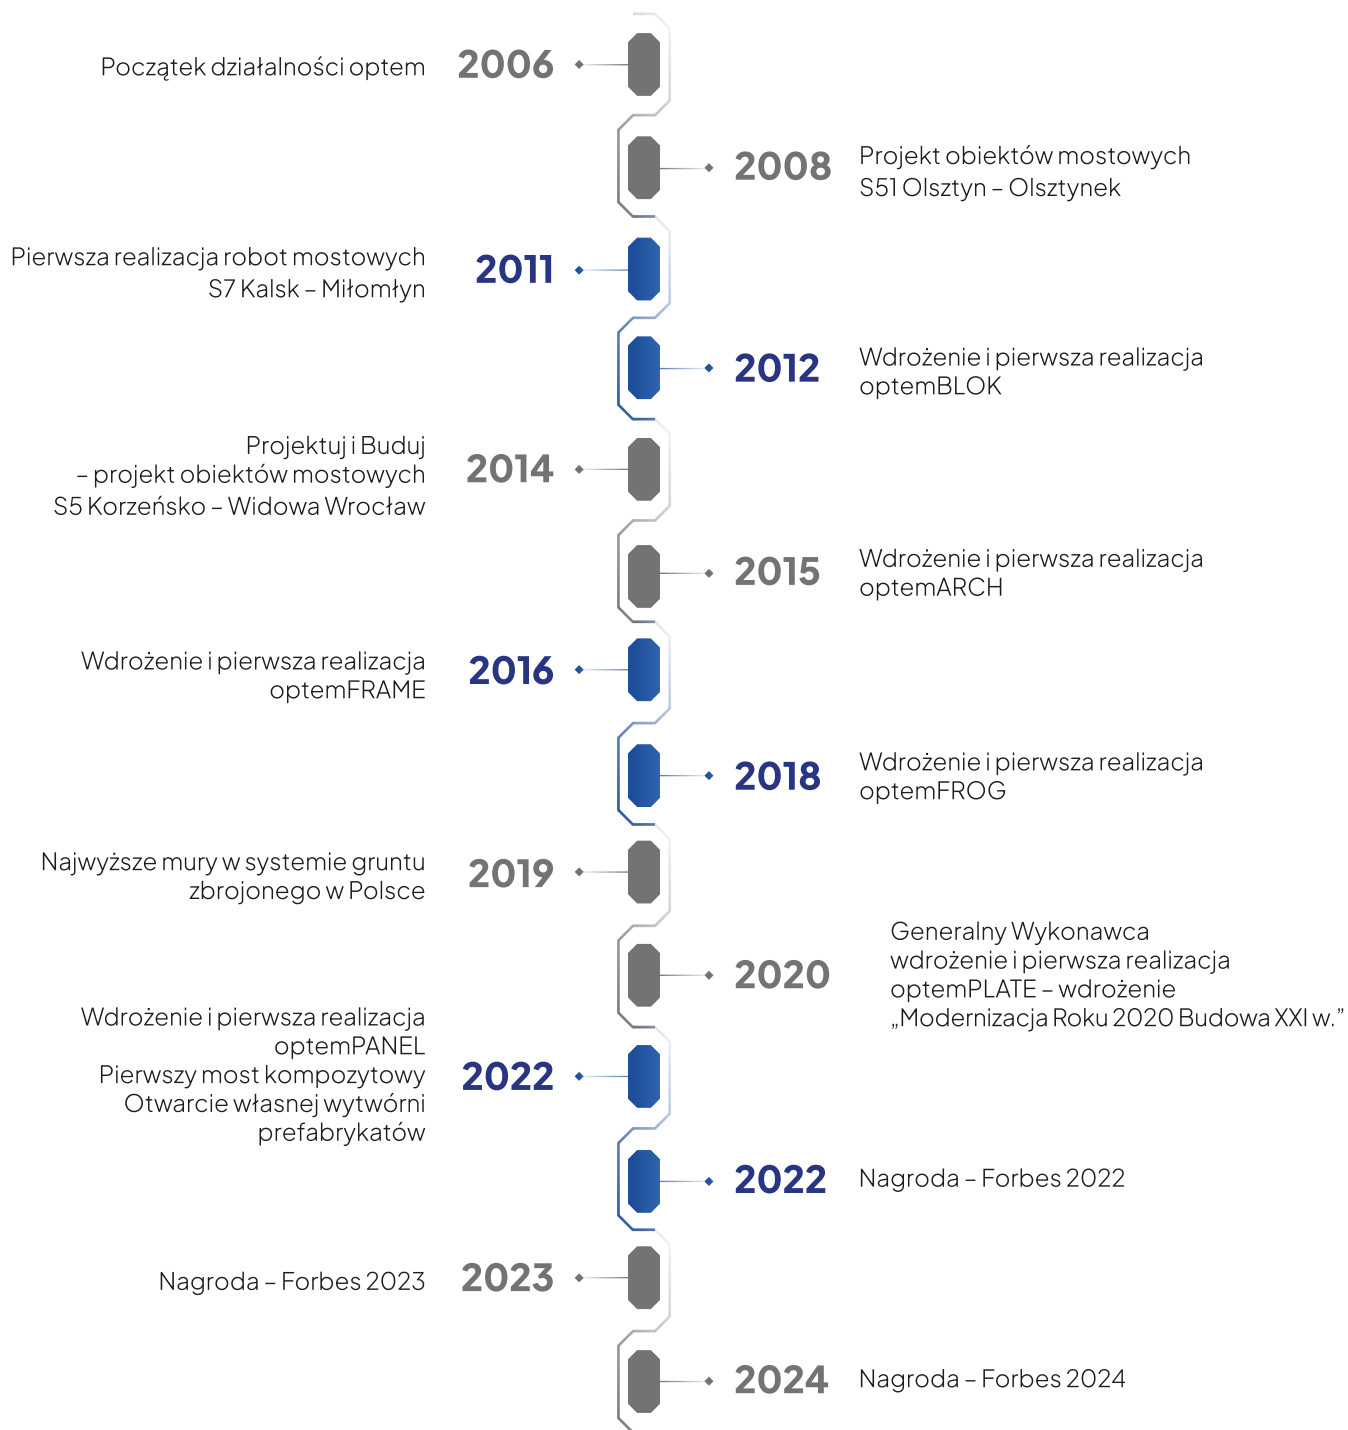 Początek działalności optem
2006
2008
Projekt obiektów mostowych
S51 Olsztyn – Olsztynek
Pierwsza realizacja robot mostowych
S7 Kalsk – Miłomłyn
2011
2012
Wdrożenie i pierwsza realizacja
optemBLOK
Projektuj i Buduj
– projekt obiektów mostowych
S5 Korzeńsko – Widowa Wrocław
2014
2015
Wdrożenie i pierwsza realizacja
optemARCH
Wdrożenie i pierwsza realizacja
optemFRAME
2016
2018
Wdrożenie i pierwsza realizacja
optemFROG
Najwyższe mury w systemie gruntu
zbrojonego w Polsce
2019
2020
Generalny Wykonawca
wdrożenie i pierwsza realizacja
optemPLATE – wdrożenie
„Modernizacja Roku 2020 Budowa XXI w.”
Wdrożenie i pierwsza realizacja
optemPANEL
Pierwszy most kompozytowy
Otwarcie własnej wytwórni
prefabrykatów
2022
2022
Nagroda – Forbes 2022
Nagroda – Forbes 2023
2023
2024
Nagroda – Forbes 2024